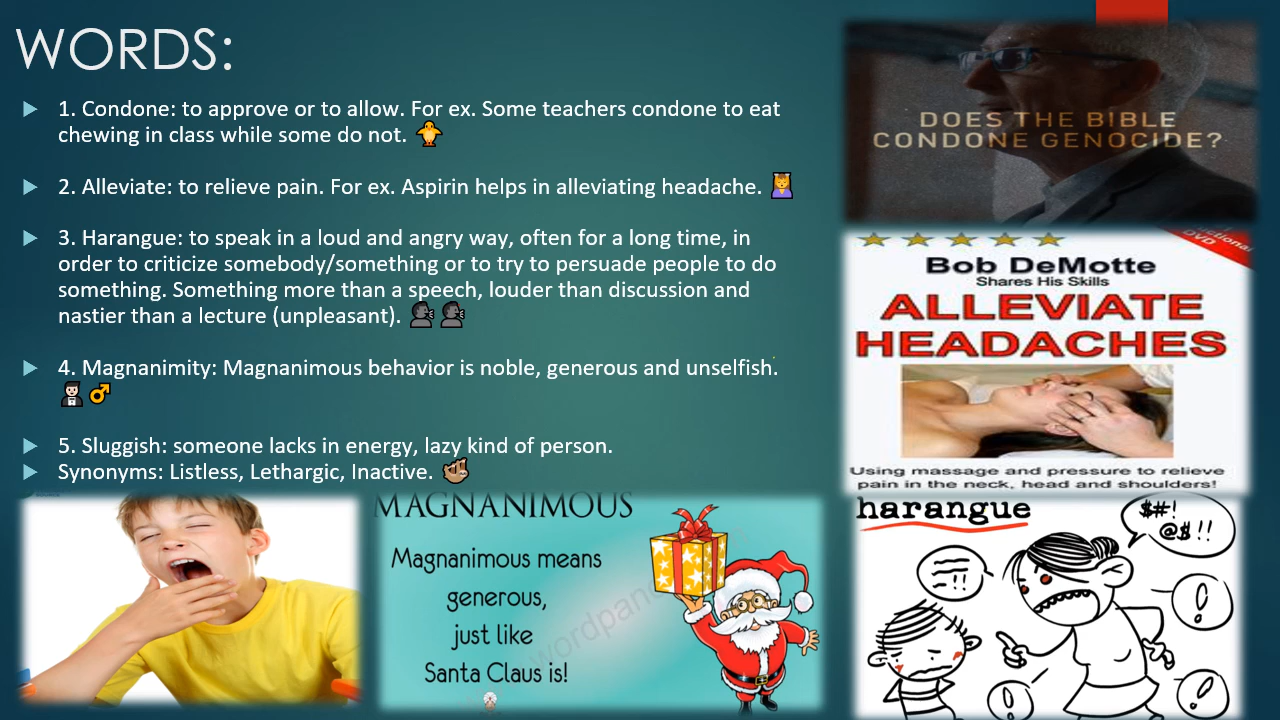 WORDS:
1. Condone: to approve or to allow. For ex. Some teachers condone to eat
chewing in class while some do not.
2. Alleviate: to relieve pain. For ex. Aspirin helps in alleviating headache.
3. Harangue: to speak in a loud and angry way, often for a long time, in
order to criticize somebody/something or to try to persuade people to do
something. Something more than a speech, louder than discussion and
nastier than a lecture (unpleasant).
4. Magnanimity: Magnanimous behavior is noble, generous and unselfish.
5. Sluggish: someone lacks in energy, lazy kind of person.
Synonyms: Listless, Lethargic, Inactive.
DOES THE BIBLE
CONDONE GENOCIDE?
DVD
Bob DeMotte
Shares His Skills
ALLEVIATE
HEADACHES
Using massage and pressure to relieve
pain in the neck, head and shoulders!
MAGNANIMOUS
Magnanimous means
generous,
just like
Santa Claus is!
harangue
$#!
@$!!
!!
!
!
!